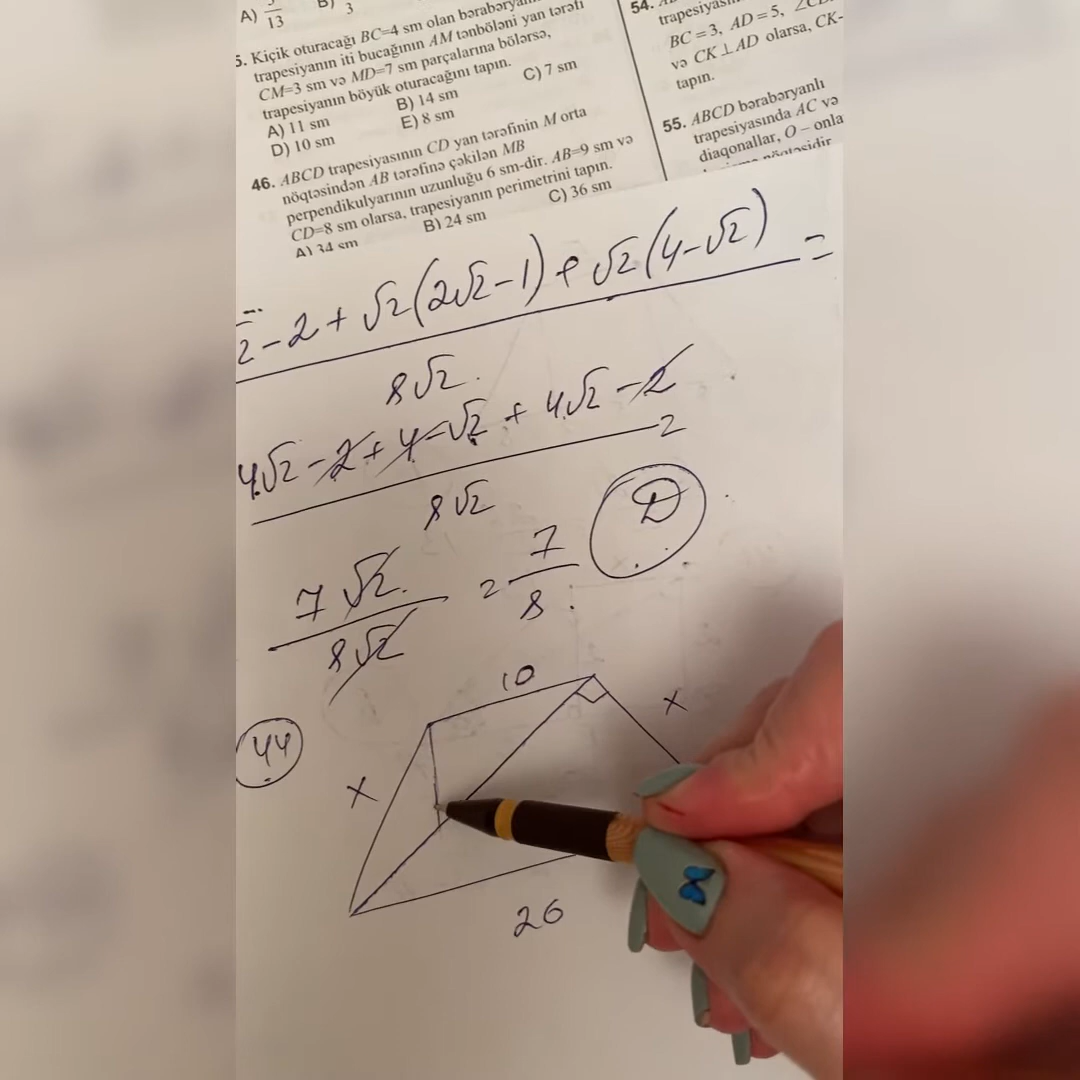 A) 5/13 B) /3
5. Kiçik oturacağı BC=4 sm olan bərabəryanlı
trapesiyanın iti bucağının AM tənböləni yan tərəfi
CM=3 sm və MD=7 sm parçalarına bölərsə,
trapesiyanın böyük oturacağını tapın.
A) 11 sm B) 14 sm C) 7 sm
D) 10 sm E) 8 sm
46. ABCD trapesiyasının CD yan tərəfinin M orta
nöqtəsindən AB tərəfinə çəkilən MB
perpendikulyarının uzunluğu 6 sm-dir. AB=9 sm və
CD=8 sm olarsa, trapesiyanın perimetrini tapın.
A) 34 sm B) 24 sm C) 36 sm
54.
BC = 3, AD = 5,
və CK ⊥ AD olarsa, CK-
tapın.
55. ABCD bərabəryanlı
trapesiyasında AC və
diaqonallar, O – onla
2 - 2 + √2(2√2 - 1) + √2(4 - √2) =
8√2
4√2 - 2 + 4 - √2 + 4√2 - 2 =
8√2
7√2 / 8√2 = 7/8 D
44
10
x x
26